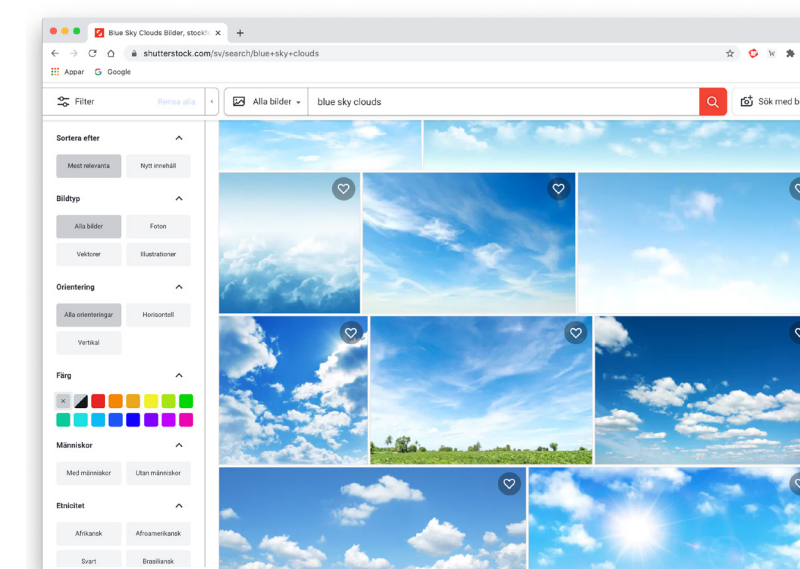 Blue Sky Clouds Bilder, stockf
shutterstock.com/sv/search/blue+sky+clouds
Appar Google
Filter Rensa alla Alla bilder blue sky clouds Sök med b
Sortera efter
Mest relevanta Nytt innehåll
Bildtyp
Alla bilder Foton
Vektorer Illustrationer
Orientering
Alla orienteringar Horisontell
Vertikal
Färg
Människor
Med människor Utan människor
Etnicitet
Afrikansk Afroamerikansk
Svart Brasiliansk